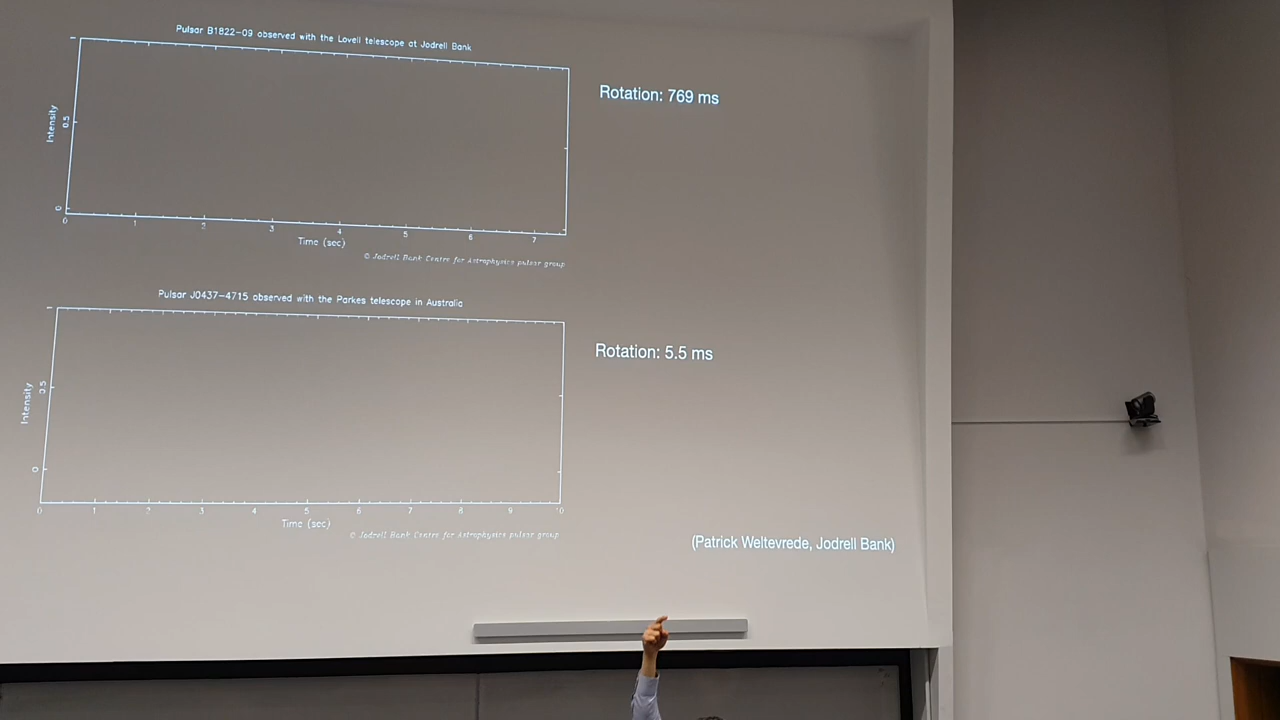 Pulsar B1822-09 observed with the Lovell telescope at Jodrell Bank
Rotation: 769 ms
Intensity
0.5
0
0 1 2 3 4 5 6 7
Time (sec)
© Jodrell Bank Centre for Astrophysics pulsar group
Pulsar J0437-4715 observed with the Parkes telescope in Australia
Rotation: 5.5 ms
Intensity
0.5
0
0 1 2 3 4 5 6 7 8 9 10
Time (sec)
© Jodrell Bank Centre for Astrophysics pulsar group
(Patrick Weltevrede, Jodrell Bank)